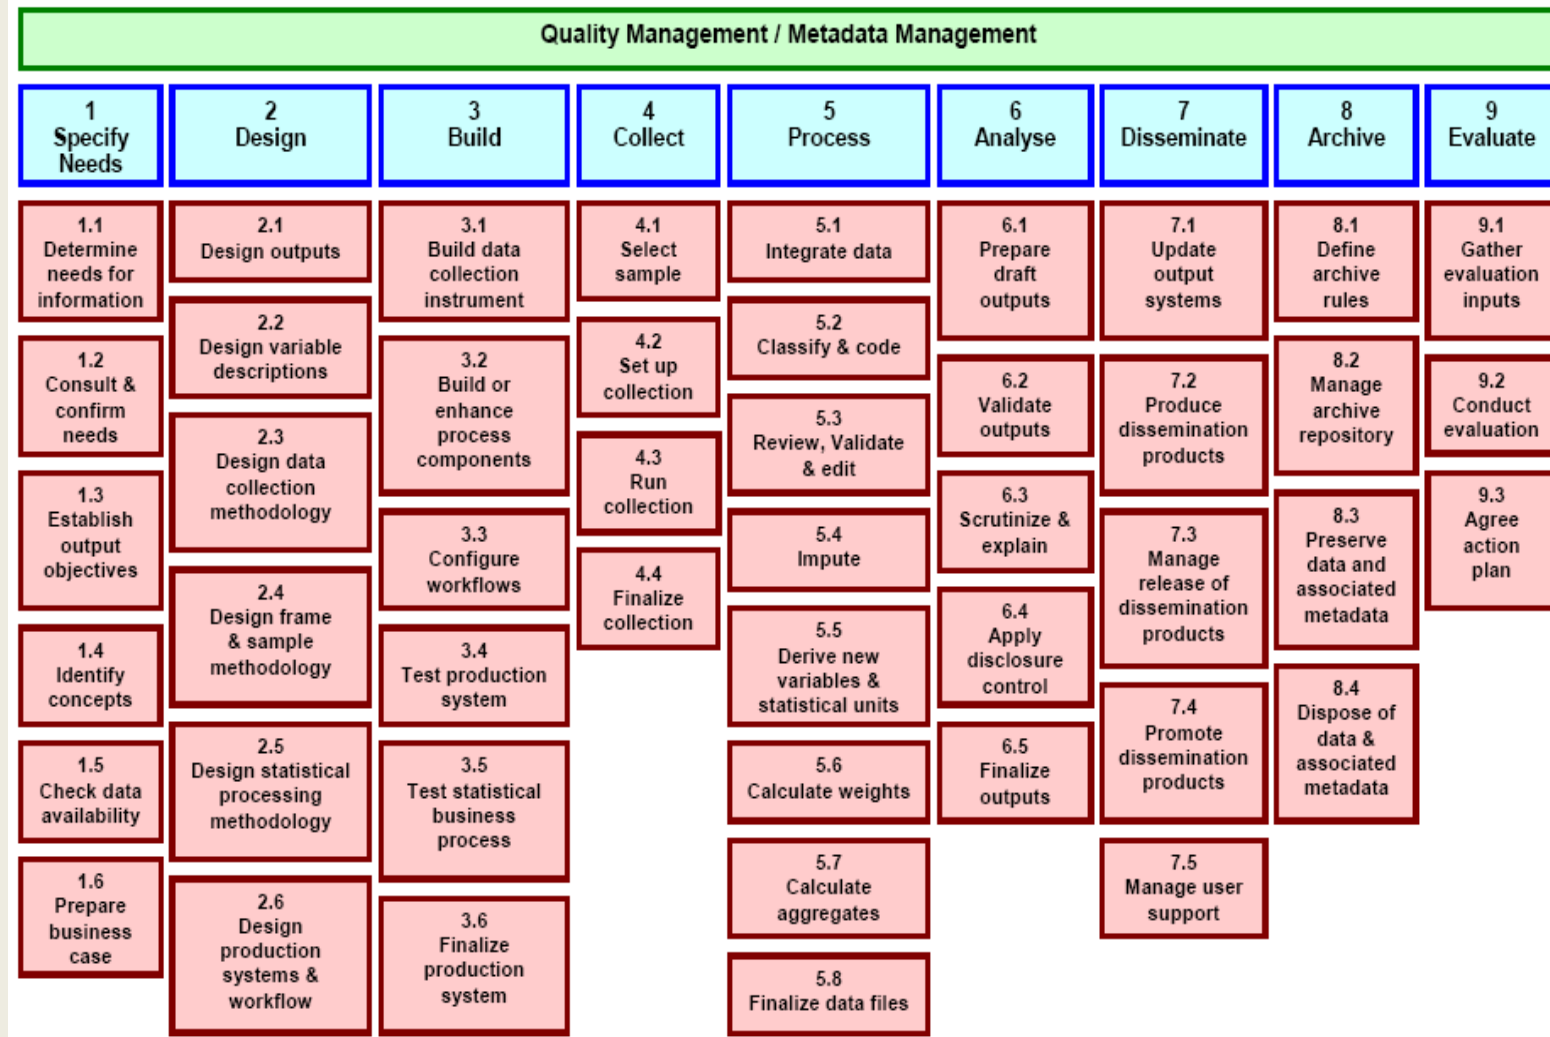 Quality Management / Metadata Management
1
Specify
Needs
2
Design
3
Build
4
Collect
5
Process
6
Analyse
7
Disseminate
8
Archive
9
Evaluate
1.1
Determine
needs for
information
1.2
Consult &
confirm
needs
1.3
Establish
output
objectives
1.4
Identify
concepts
1.5
Check data
availability
1.6
Prepare
business
case
2.1
Design outputs
2.2
Design variable
descriptions
2.3
Design data
collection
methodology
2.4
Design frame
& sample
methodology
2.5
Design statistical
processing
methodology
2.6
Design
production
systems &
workflow
3.1
Build data
collection
instrument
3.2
Build or
enhance
process
components
3.3
Configure
workflows
3.4
Test production
system
3.5
Test statistical
business
process
3.6
Finalize
production
system
4.1
Select
sample
4.2
Set up
collection
4.3
Run
collection
4.4
Finalize
collection
5.1
Integrate data
5.2
Classify & code
5.3
Review, Validate
& edit
5.4
Impute
5.5
Derive new
variables &
statistical units
5.6
Calculate weights
5.7
Calculate
aggregates
5.8
Finalize data files
6.1
Prepare
draft
outputs
6.2
Validate
outputs
6.3
Scrutinize &
explain
6.4
Apply
disclosure
control
6.5
Finalize
outputs
7.1
Update
output
systems
7.2
Produce
dissemination
products
7.3
Manage
release of
dissemination
products
7.4
Promote
dissemination
products
7.5
Manage user
support
8.1
Define
archive
rules
8.2
Manage
archive
repository
8.3
Preserve
data and
associated
metadata
8.4
Dispose of
data &
associated
metadata
9.1
Gather
evaluation
inputs
9.2
Conduct
evaluation
9.3
Agree
action
plan